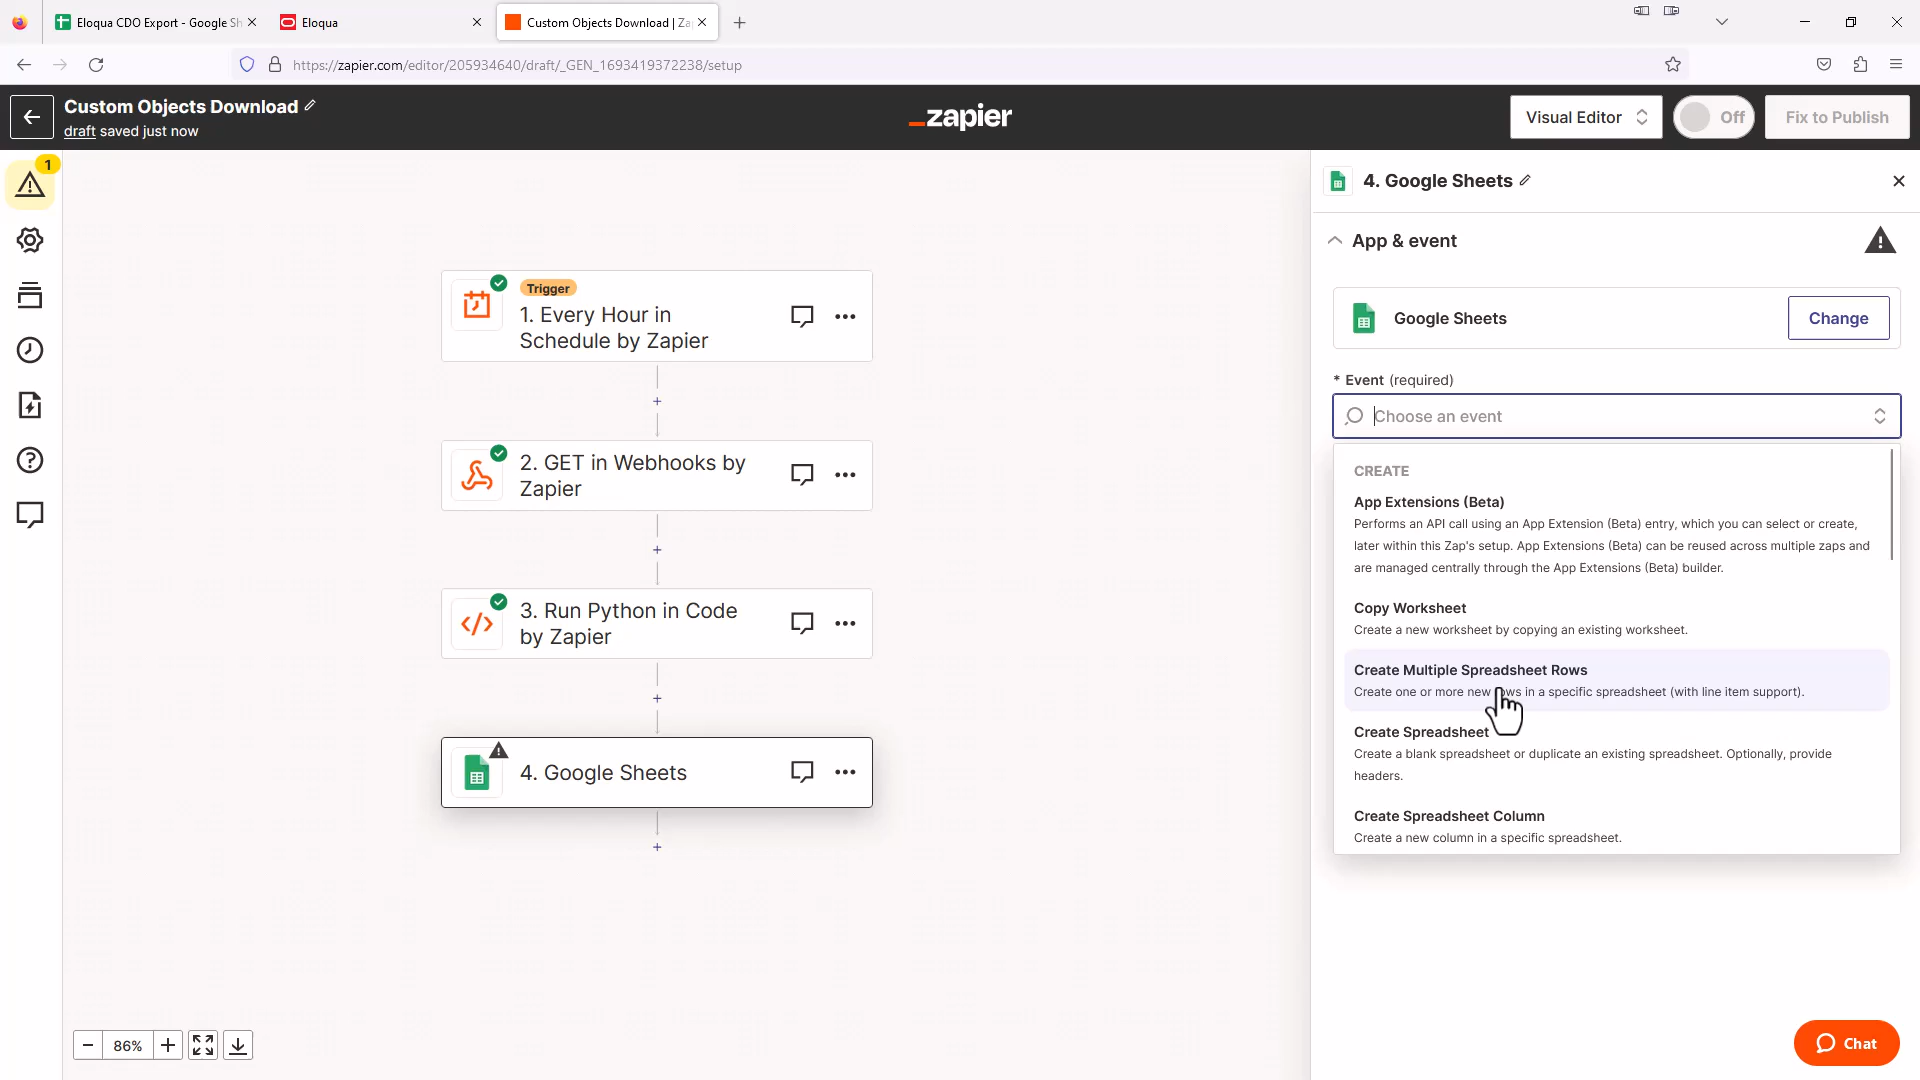 Eloqua CDO Export - Google Sh
Eloqua
Custom Objects Download | Za
https://zapier.com/editor/205934640/draft/_GEN_1693419372238/setup
Custom Objects Download
draft saved just now
_zapier
Visual Editor
Off
Fix to Publish
1
Trigger
1. Every Hour in
Schedule by Zapier
2. GET in Webhooks by
Zapier
3. Run Python in Code
by Zapier
4. Google Sheets
86%
4. Google Sheets
App & event
Google Sheets
Change
* Event (required)
Choose an event
CREATE
App Extensions (Beta)
Performs an API call using an App Extension (Beta) entry, which you can select or create,
later within this Zap's setup. App Extensions (Beta) can be reused across multiple zaps and
are managed centrally through the App Extensions (Beta) builder.
Copy Worksheet
Create a new worksheet by copying an existing worksheet.
Create Multiple Spreadsheet Rows
Create one or more new rows in a specific spreadsheet (with line item support).
Create Spreadsheet
Create a blank spreadsheet or duplicate an existing spreadsheet. Optionally, provide
headers.
Create Spreadsheet Column
Create a new column in a specific spreadsheet.
Chat